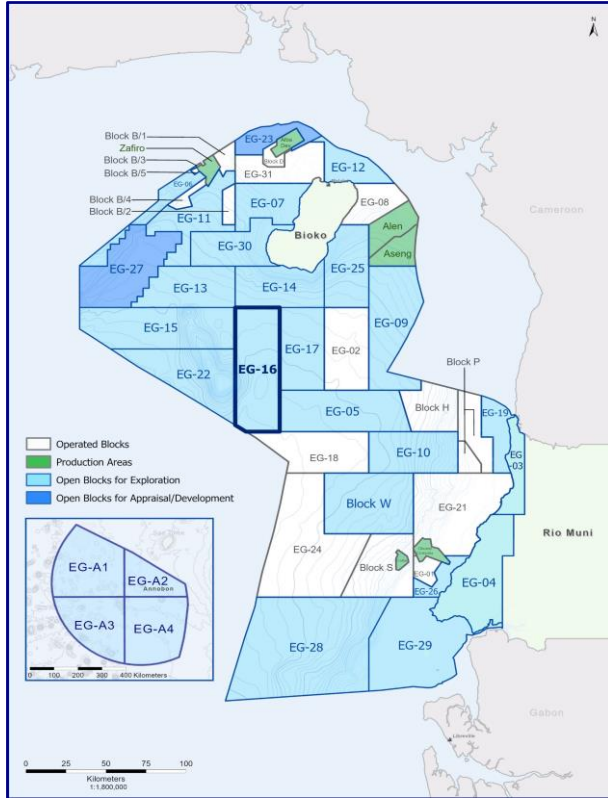 N
Block B/1
Zafiro
Block B/3
Block B/5
Block B/4
Block B/2
EG-23
Alba
Block D
EG-31
EG-06
EG-11
EG-07
EG-12
EG-08
Bioko
Alen
Aseng
Cameroon
EG-30
EG-27
EG-25
EG-13
EG-14
EG-09
EG-15
EG-16
EG-17
EG-02
EG-22
Block P
EG-05
Block H
EG-19
EG
-03
EG-18
EG-10
Operated Blocks
Production Areas
Open Blocks for Exploration
Open Blocks for Appraisal/Development
Block W
EG-21
Rio Muni
EG-24
Block S
EG-01
EG-26
EG-04
EG-A1
EG-A2
Annobon
EG-A3
EG-A4
0 100 200 300 400 Kilometers
EG-28
EG-29
Gabon
Libreville
0 25 50 75 100
Kilometers
1:1,800,000